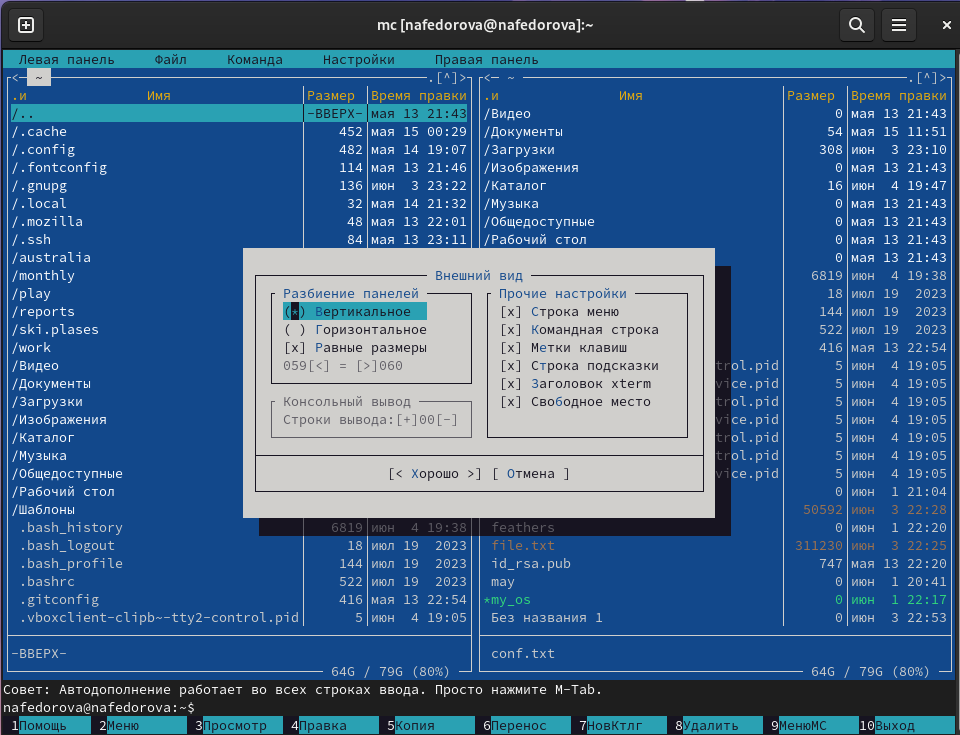 mc [nafedorova@nafedorova]:~
Левая панель Файл Команда Настройки Правая панель
<─ ~ .[^]> <─ ~ .[^]>
.и Имя Размер Время правки .и Имя Размер Время правки
/.. -ВВЕРХ- мая 13 21:43 /Видео 0 мая 13 21:43
/.cache 452 мая 15 00:29 /Документы 54 мая 15 11:51
/.config 482 мая 14 19:07 /Загрузки 308 июн 3 23:10
/.fontconfig 114 мая 13 21:46 /Изображения 0 мая 13 21:43
/.gnupg 136 июн 3 23:22 /Каталог 16 июн 4 19:47
/.local 32 мая 14 21:32 /Музыка 0 мая 13 21:43
/.mozilla 48 мая 13 22:01 /Общедоступные 0 мая 13 21:43
/.ssh 84 мая 13 23:11 /Рабочий стол 0 мая 13 21:43
/australia 0 мая 13 21:43
/monthly Внешний вид 6819 июн 4 19:38
/play Разбиение панелей Прочие настройки 18 июл 19 2023
/reports (*) Вертикальное [x] Строка меню 144 июл 19 2023
/ski.plases ( ) Горизонтальное [x] Командная строка 522 июл 19 2023
/work [x] Равные размеры [x] Метки клавиш 416 мая 13 22:54
/Видео 059[<] = [>]060 [x] Строка подсказки trol.pid 5 июн 4 19:05
/Документы [x] Заголовок xterm vice.pid 5 июн 4 19:05
/Загрузки Консольный вывод [x] Свободное место trol.pid 5 июн 4 19:05
/Изображения Строки вывода:[+]00[-] vice.pid 5 июн 4 19:05
/Каталог trol.pid 5 июн 4 19:05
/Музыка trol.pid 5 июн 4 19:05
/Общедоступные [< Хорошо >] [ Отмена ] vice.pid 5 июн 4 19:05
/Рабочий стол 0 июн 1 21:04
/Шаблоны 50592 июн 3 22:28
.bash_history 6819 июн 4 19:38 feathers 0 июн 1 22:20
.bash_logout 18 июл 19 2023 file.txt 311230 июн 3 22:25
.bash_profile 144 июл 19 2023 id_rsa.pub 747 мая 13 22:20
.bashrc 522 июл 19 2023 may 0 июн 1 20:41
.gitconfig 416 мая 13 22:54 *my_os 0 июн 1 22:17
.vboxclient-clipb~-tty2-control.pid 5 июн 4 19:05 Без названия 1 0 июн 3 22:53
-ВВЕРХ- conf.txt
64G / 79G (80%) 64G / 79G (80%)
Совет: Автодополнение работает во всех строках ввода. Просто нажмите M-Tab.
nafedorova@nafedorova:~$
1Помощь 2Меню 3Просмотр 4Правка 5Копия 6Перенос 7НовКтлг 8Удалить 9МенюMC 10Выход